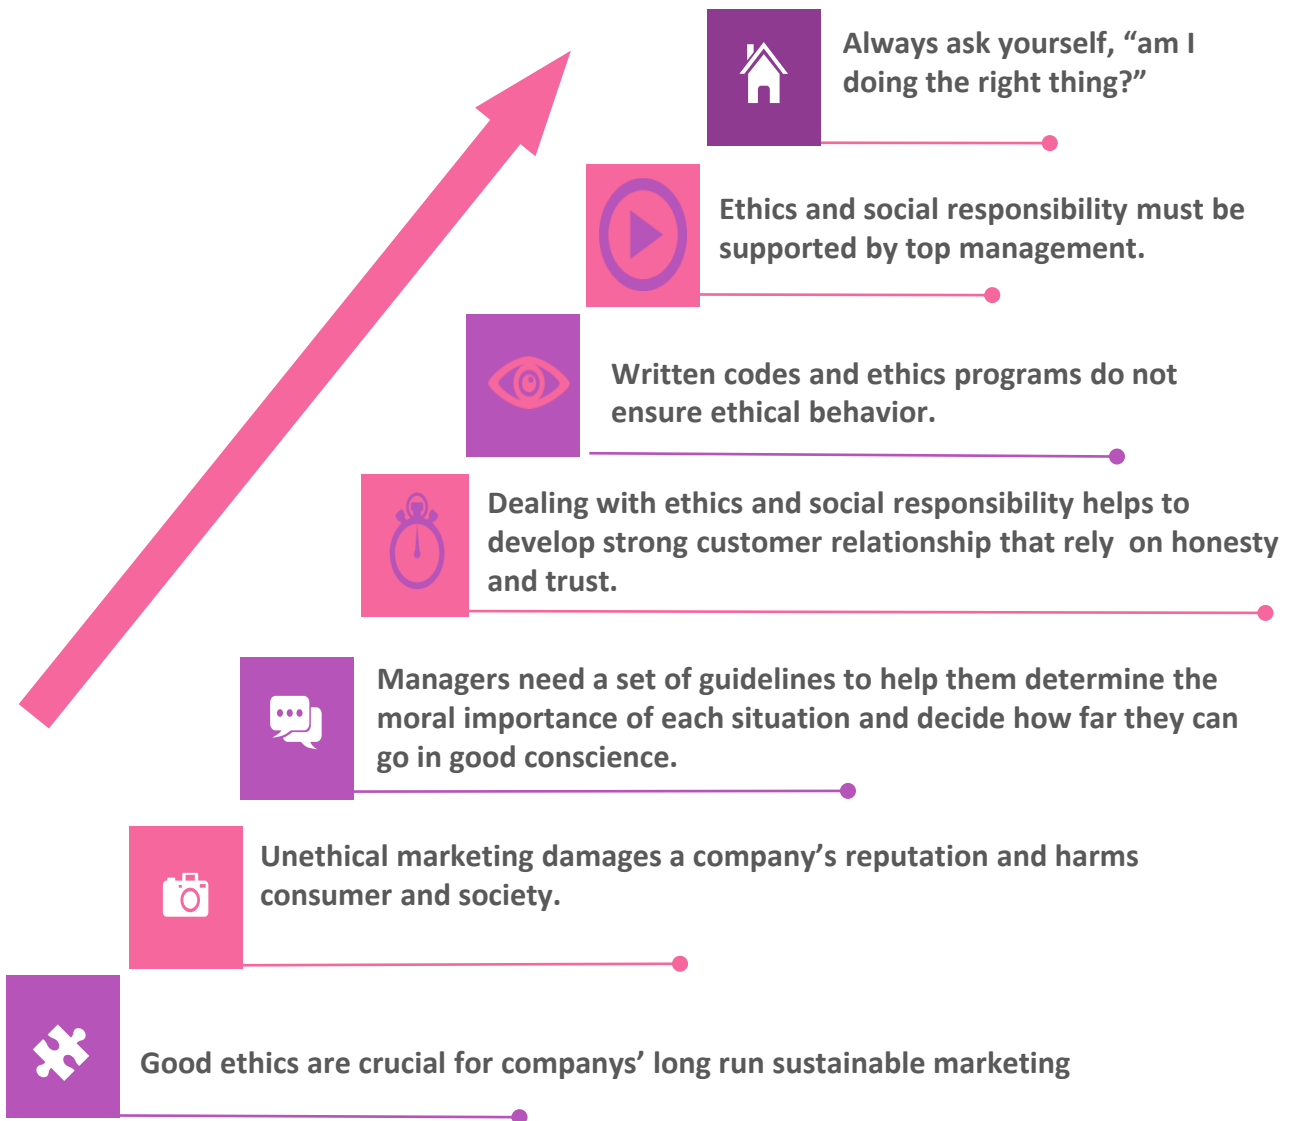 Always ask yourself, “am I
doing the right thing?”
Ethics and social responsibility must be
supported by top management.
Written codes and ethics programs do not
ensure ethical behavior.
Dealing with ethics and social responsibility helps to
develop strong customer relationship that rely  on honesty
and trust.
Managers need a set of guidelines to help them determine the
moral importance of each situation and decide how far they can
go in good conscience.
Unethical marketing damages a company’s reputation and harms
consumer and society.
Good ethics are crucial for companys’ long run sustainable marketing